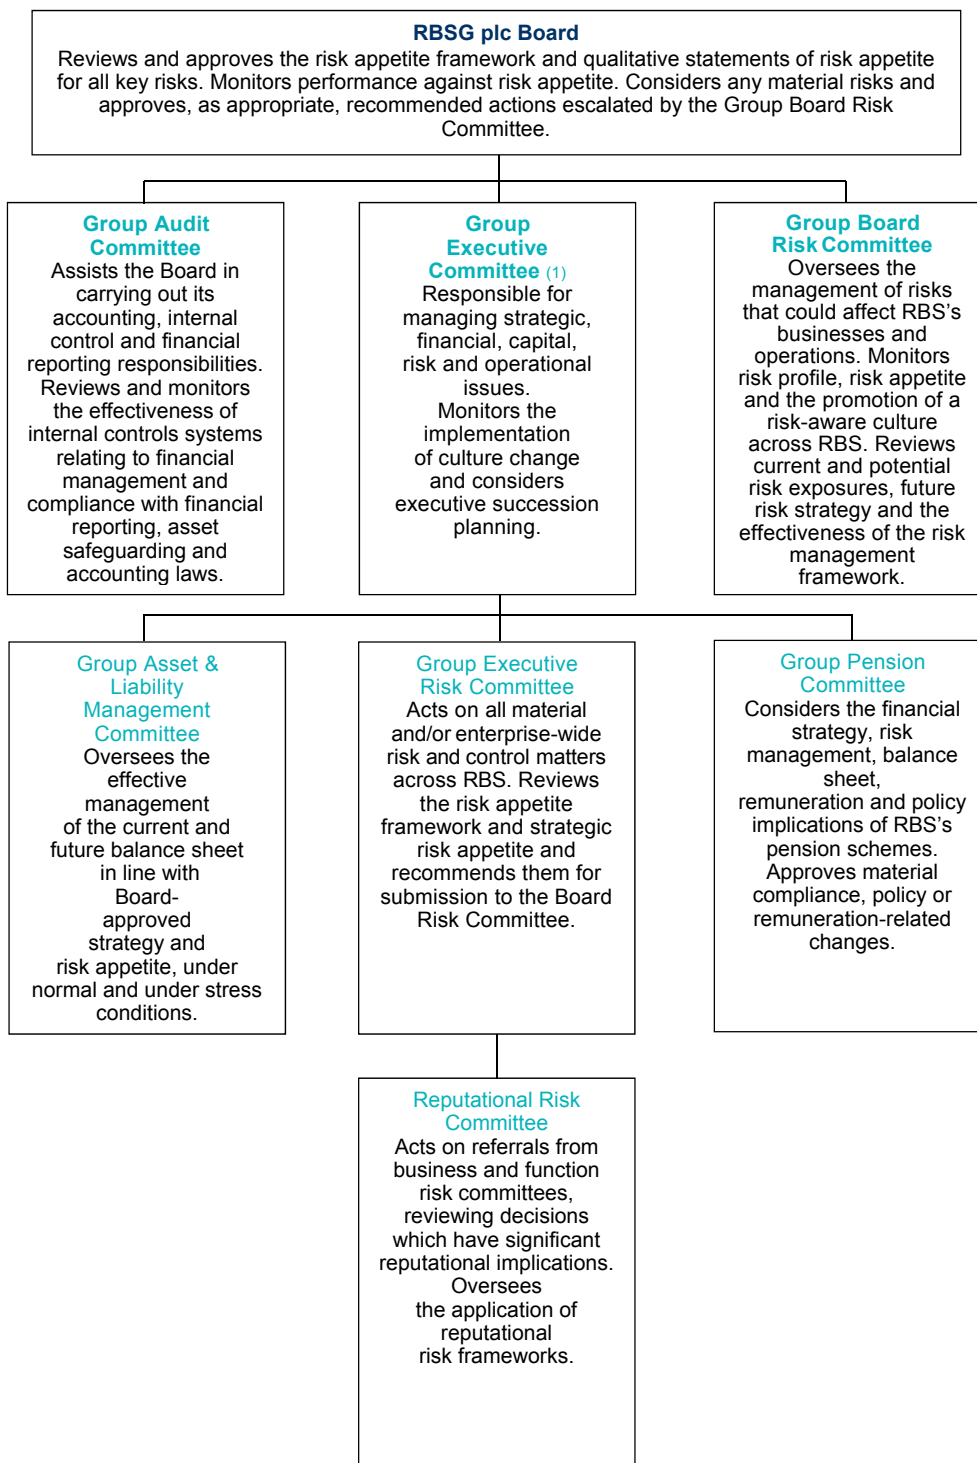 RBSG plc Board
Reviews and approves the risk appetite framework and qualitative statements of risk appetite
for all key risks. Monitors performance against risk appetite. Considers any material risks and
approves, as appropriate, recommended actions escalated by the Group Board Risk
Committee.
Group Audit
Committee
Assists the Board in
carrying out its
accounting, internal
control and financial
reporting responsibilities.
Reviews and monitors
the effectiveness of
internal controls systems
relating to financial
management and
compliance with financial
reporting, asset
safeguarding and
accounting laws.
Group
Executive
Committee (1)
Responsible for
managing strategic,
financial, capital,
risk and operational
issues.
Monitors the
implementation
of culture change
and considers
executive succession
planning.
Group Board
Risk Committee
Oversees the
management of risks
that could affect RBS's
businesses and
operations. Monitors
risk profile, risk appetite
and the promotion of a
risk-aware culture
across RBS. Reviews
current and potential
risk exposures, future
risk strategy and the
effectiveness of the risk
management
framework.
Group Asset &
Liability
Management
Committee
Oversees the
effective
management
of the current and
future balance sheet
in line with
Board-
approved
strategy and
risk appetite, under
normal and under stress
conditions.
Group Executive
Risk Committee
Acts on all material
and/or enterprise-wide
risk and control matters
across RBS. Reviews
the risk appetite
framework and strategic
risk appetite and
recommends them for
submission to the Board
Risk Committee.
Group Pension
Committee
Considers the financial
strategy, risk
management, balance
sheet,
remuneration and policy
implications of RBS's
pension schemes.
Approves material
compliance, policy or
remuneration-related
changes.
Reputational Risk
Committee
Acts on referrals from
business and function
risk committees,
reviewing decisions
which have significant
reputational implications.
Oversees
the application of
reputational
risk frameworks.